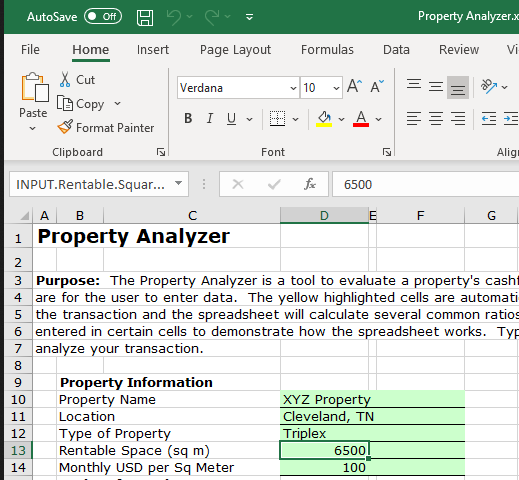 AutoSave Off Property Analyzer.x
File Home Insert Page Layout Formulas Data Review Vi
Paste
Cut
Copy
Format Painter
Verdana 10 A A
B I U A ab
Clipboard Font Align
INPUT.Rentable.Squar... fx 6500
A B C D E F G
1 Property Analyzer
2
3 Purpose: The Property Analyzer is a tool to evaluate a property's cashf
4 are for the user to enter data. The yellow highlighted cells are automati
5 the transaction and the spreadsheet will calculate several common ratios
6 entered in certain cells to demonstrate how the spreadsheet works. Typ
7 analyze your transaction.
8
9 Property Information
10 Property Name XYZ Property
11 Location Cleveland, TN
12 Type of Property Triplex
13 Rentable Space (sq m) 6500
14 Monthly USD per Sq Meter 100